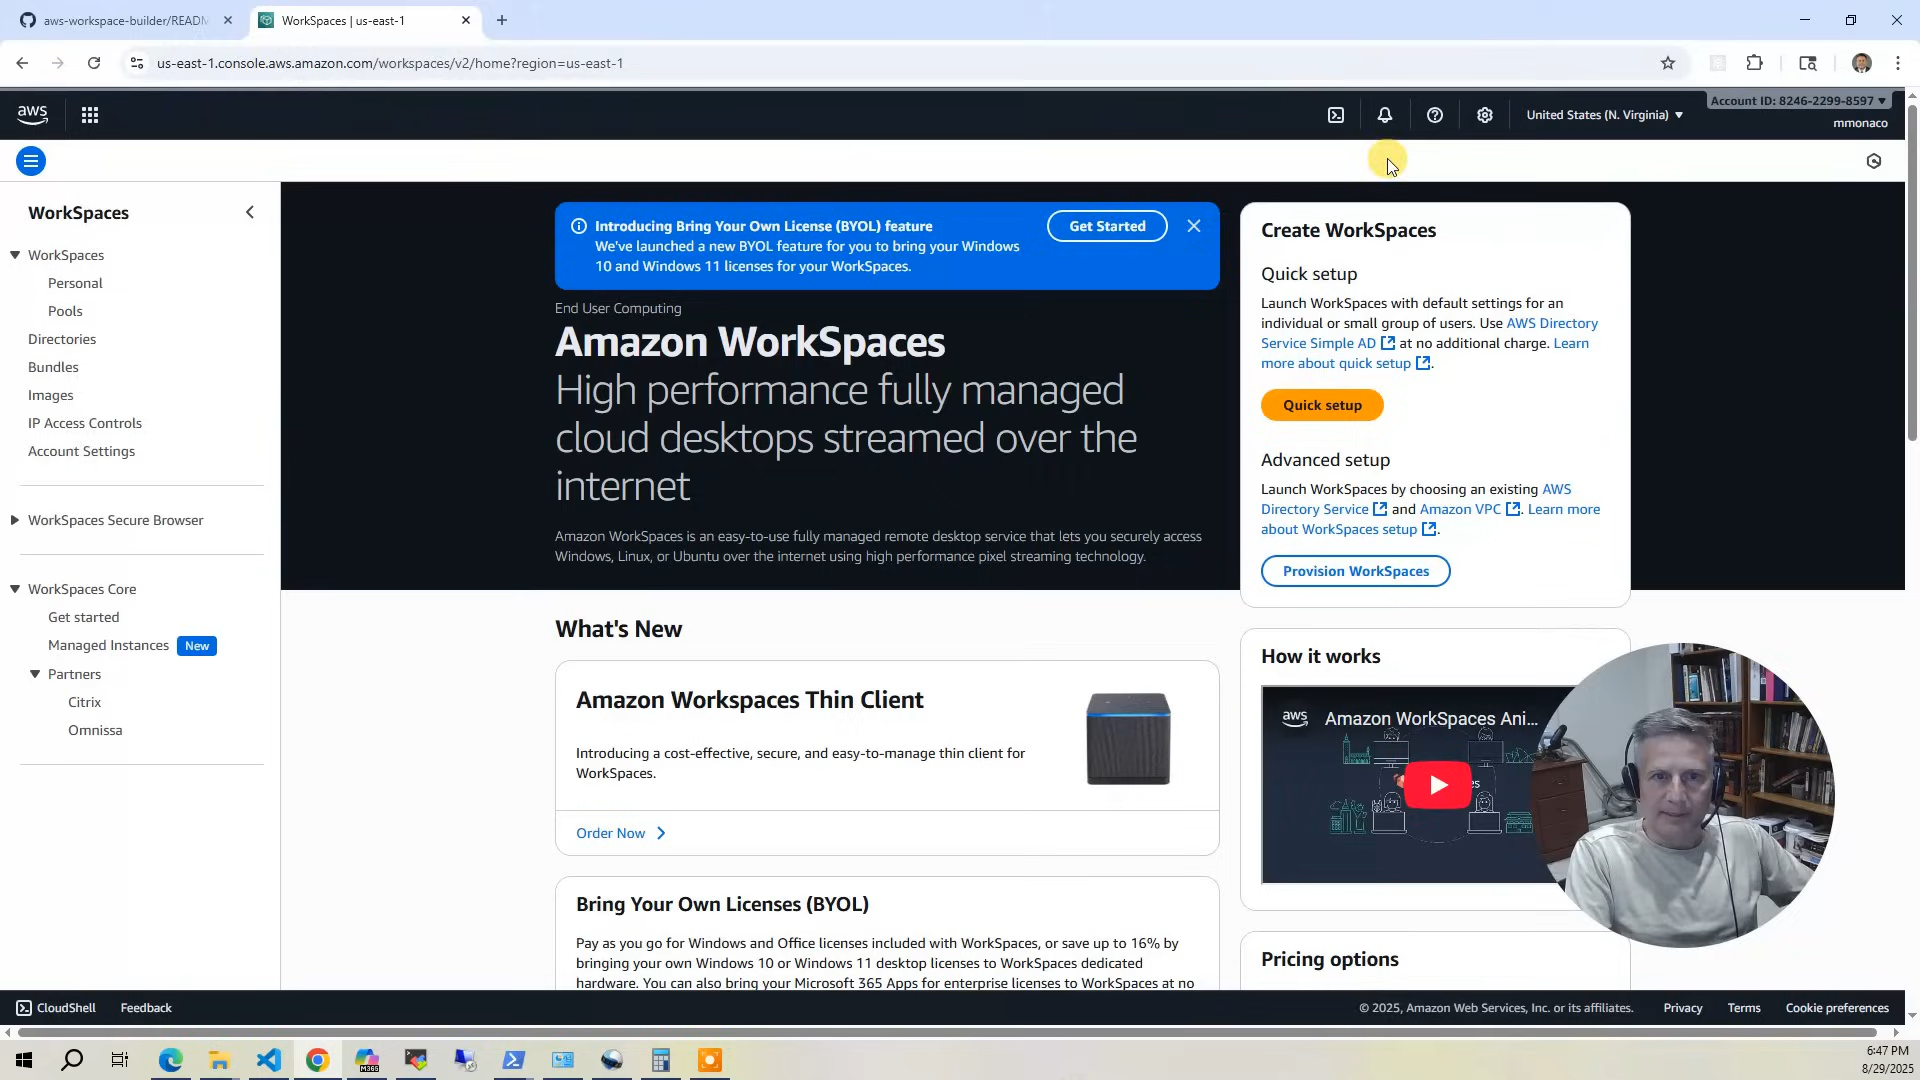 aws-workspace-builder/READM
WorkSpaces | us-east-1
us-east-1.console.aws.amazon.com/workspaces/v2/home?region=us-east-1
aws
United States (N. Virginia)
Account ID: 8246-2299-8597
mmonaco
WorkSpaces
WorkSpaces
Personal
Pools
Directories
Bundles
Images
IP Access Controls
Account Settings
WorkSpaces Secure Browser
WorkSpaces Core
Get started
Managed Instances New
Partners
Citrix
Omnissa
Introducing Bring Your Own License (BYOL) feature
We've launched a new BYOL feature for you to bring your Windows
10 and Windows 11 licenses for your WorkSpaces.
Get Started
End User Computing
Amazon WorkSpaces
High performance fully managed
cloud desktops streamed over the
internet
Amazon WorkSpaces is an easy-to-use fully managed remote desktop service that lets you securely access
Windows, Linux, or Ubuntu over the internet using high performance pixel streaming technology.
Create WorkSpaces
Quick setup
Launch WorkSpaces with default settings for an
individual or small group of users. Use AWS Directory
Service Simple AD at no additional charge. Learn
more about quick setup.
Quick setup
Advanced setup
Launch WorkSpaces by choosing an existing AWS
Directory Service and Amazon VPC. Learn more
about WorkSpaces setup.
Provision WorkSpaces
What's New
Amazon Workspaces Thin Client
Introducing a cost-effective, secure, and easy-to-manage thin client for
WorkSpaces.
Order Now
Bring Your Own Licenses (BYOL)
Pay as you go for Windows and Office licenses included with WorkSpaces, or save up to 16% by
bringing your own Windows 10 or Windows 11 desktop licenses to WorkSpaces dedicated
hardware. You can also bring your Microsoft 365 Apps for enterprise licenses to WorkSpaces at no
How it works
aws
Amazon WorkSpaces Ani...
Pricing options
CloudShell
Feedback
© 2025, Amazon Web Services, Inc. or its affiliates.
Privacy
Terms
Cookie preferences
M365
6:47 PM
8/29/2025